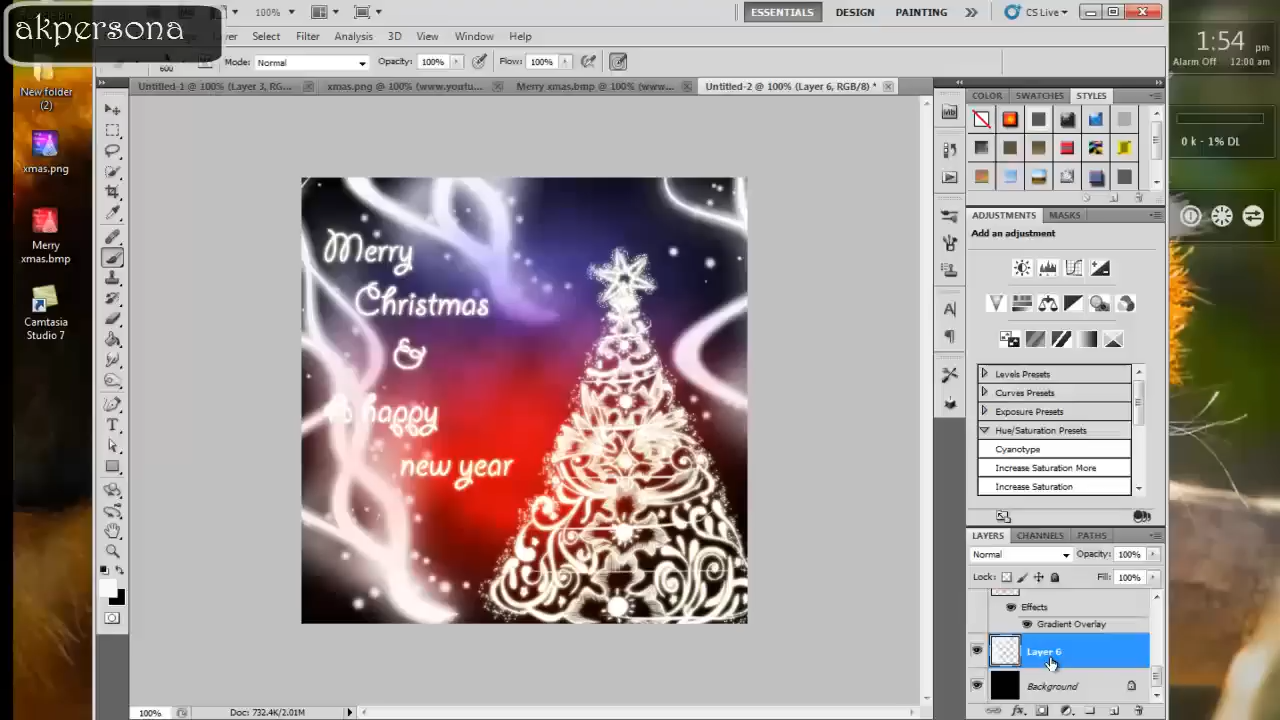 akpersona
100%
ESSENTIALS
DESIGN
PAINTING
CS Live
Select
Filter
Analysis
3D
View
Window
Help
600
Mode: Normal
Opacity: 100%
Flow: 100%
Untitled-1 @ 100% (Layer 3, RG...
xmas.png @ 100% (www.youtu...
Merry xmas.bmp @ 100% (www...
Untitled-2 @ 100% (Layer 6, RGB/8) *
New folder
(2)
xmas.png
Merry
xmas.bmp
Camtasia
Studio 7
Merry
Christmas
&
A happy
new year
COLOR
SWATCHES
STYLES
ADJUSTMENTS
MASKS
Add an adjustment
Levels Presets
Curves Presets
Exposure Presets
Hue/Saturation Presets
Cyanotype
Increase Saturation More
Increase Saturation
LAYERS
CHANNELS
PATHS
Normal
Opacity: 100%
Lock:
Fill: 100%
Effects
Gradient Overlay
Layer 6
Background
100%
Doc: 732.4K/2.01M
1:54 pm
Alarm Off 12:00 am
0 k - 1% DL